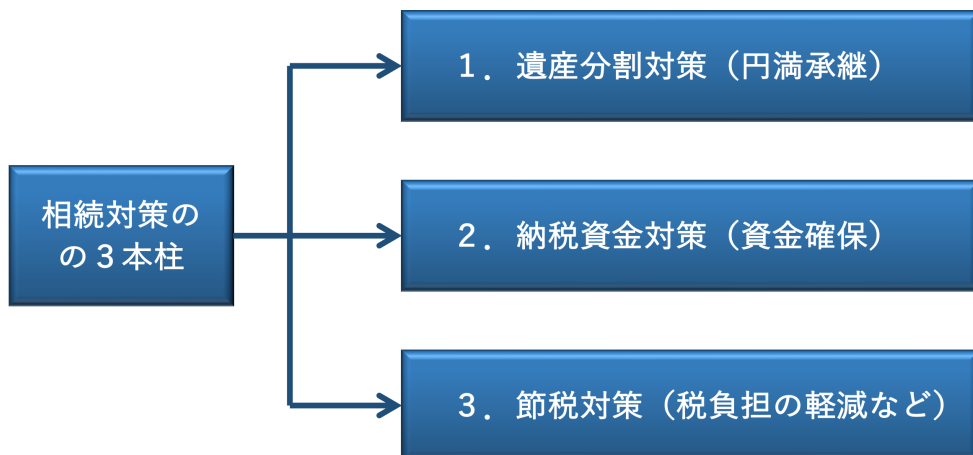 相続対策の
の3本柱
1．遺産分割対策（円満承継）
2．納税資金対策（資金確保）
3．節税対策（税負担の軽減など）